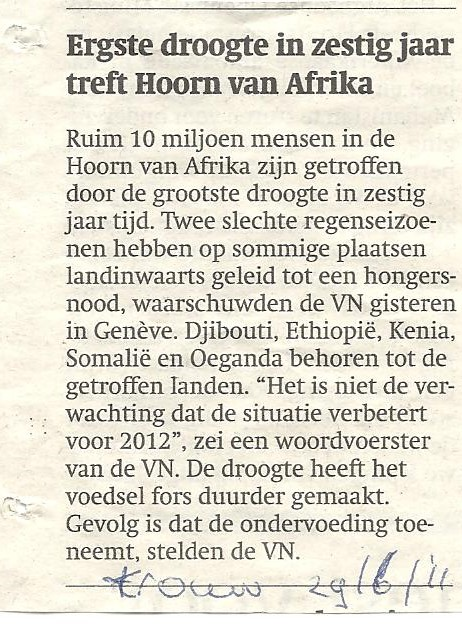 Ergste droogte in zestig jaar
treft Hoorn van Afrika
Ruim 10 miljoen mensen in de
Hoorn van Afrika zijn getroffen
door de grootste droogte in zestig
jaar tijd. Twee slechte regenseizoe-
nen hebben op sommige plaatsen
landinwaarts geleid tot een hongers-
nood, waarschuwden de VN gisteren
in Genève. Djibouti, Ethiopië, Kenia,
Somalië en Oeganda behoren tot de
getroffen landen. “Het is niet de ver-
wachting dat de situatie verbetert
voor 2012”, zei een woordvoerster
van de VN. De droogte heeft het
voedsel fors duurder gemaakt.
Gevolg is dat de ondervoeding toe-
neemt, stelden de VN.
Trouw 29/6/'11